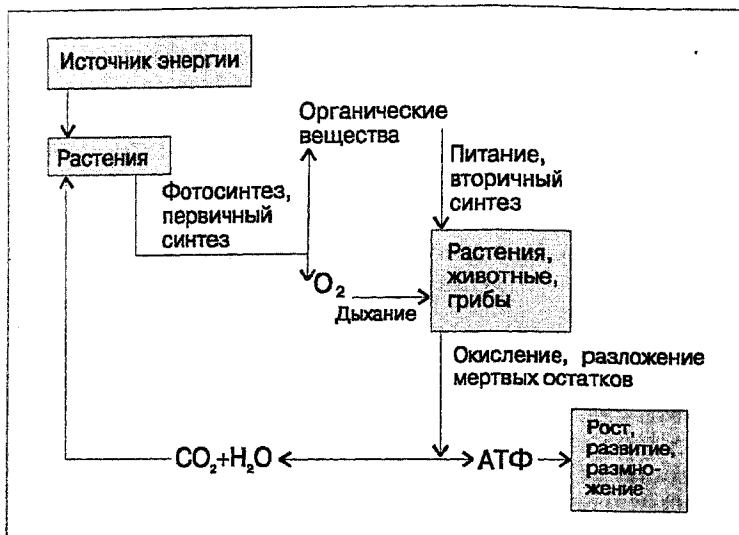 Источник энергии
Растения
Фотосинтез,
первичный
синтез
Органические
вещества
Питание,
вторичный
синтез
O₂
Дыхание
Растения,
животные,
грибы
Окисление, разложение
мертвых остатков
CO₂+H₂O
АТФ
Рост,
развитие,
размно-
жение